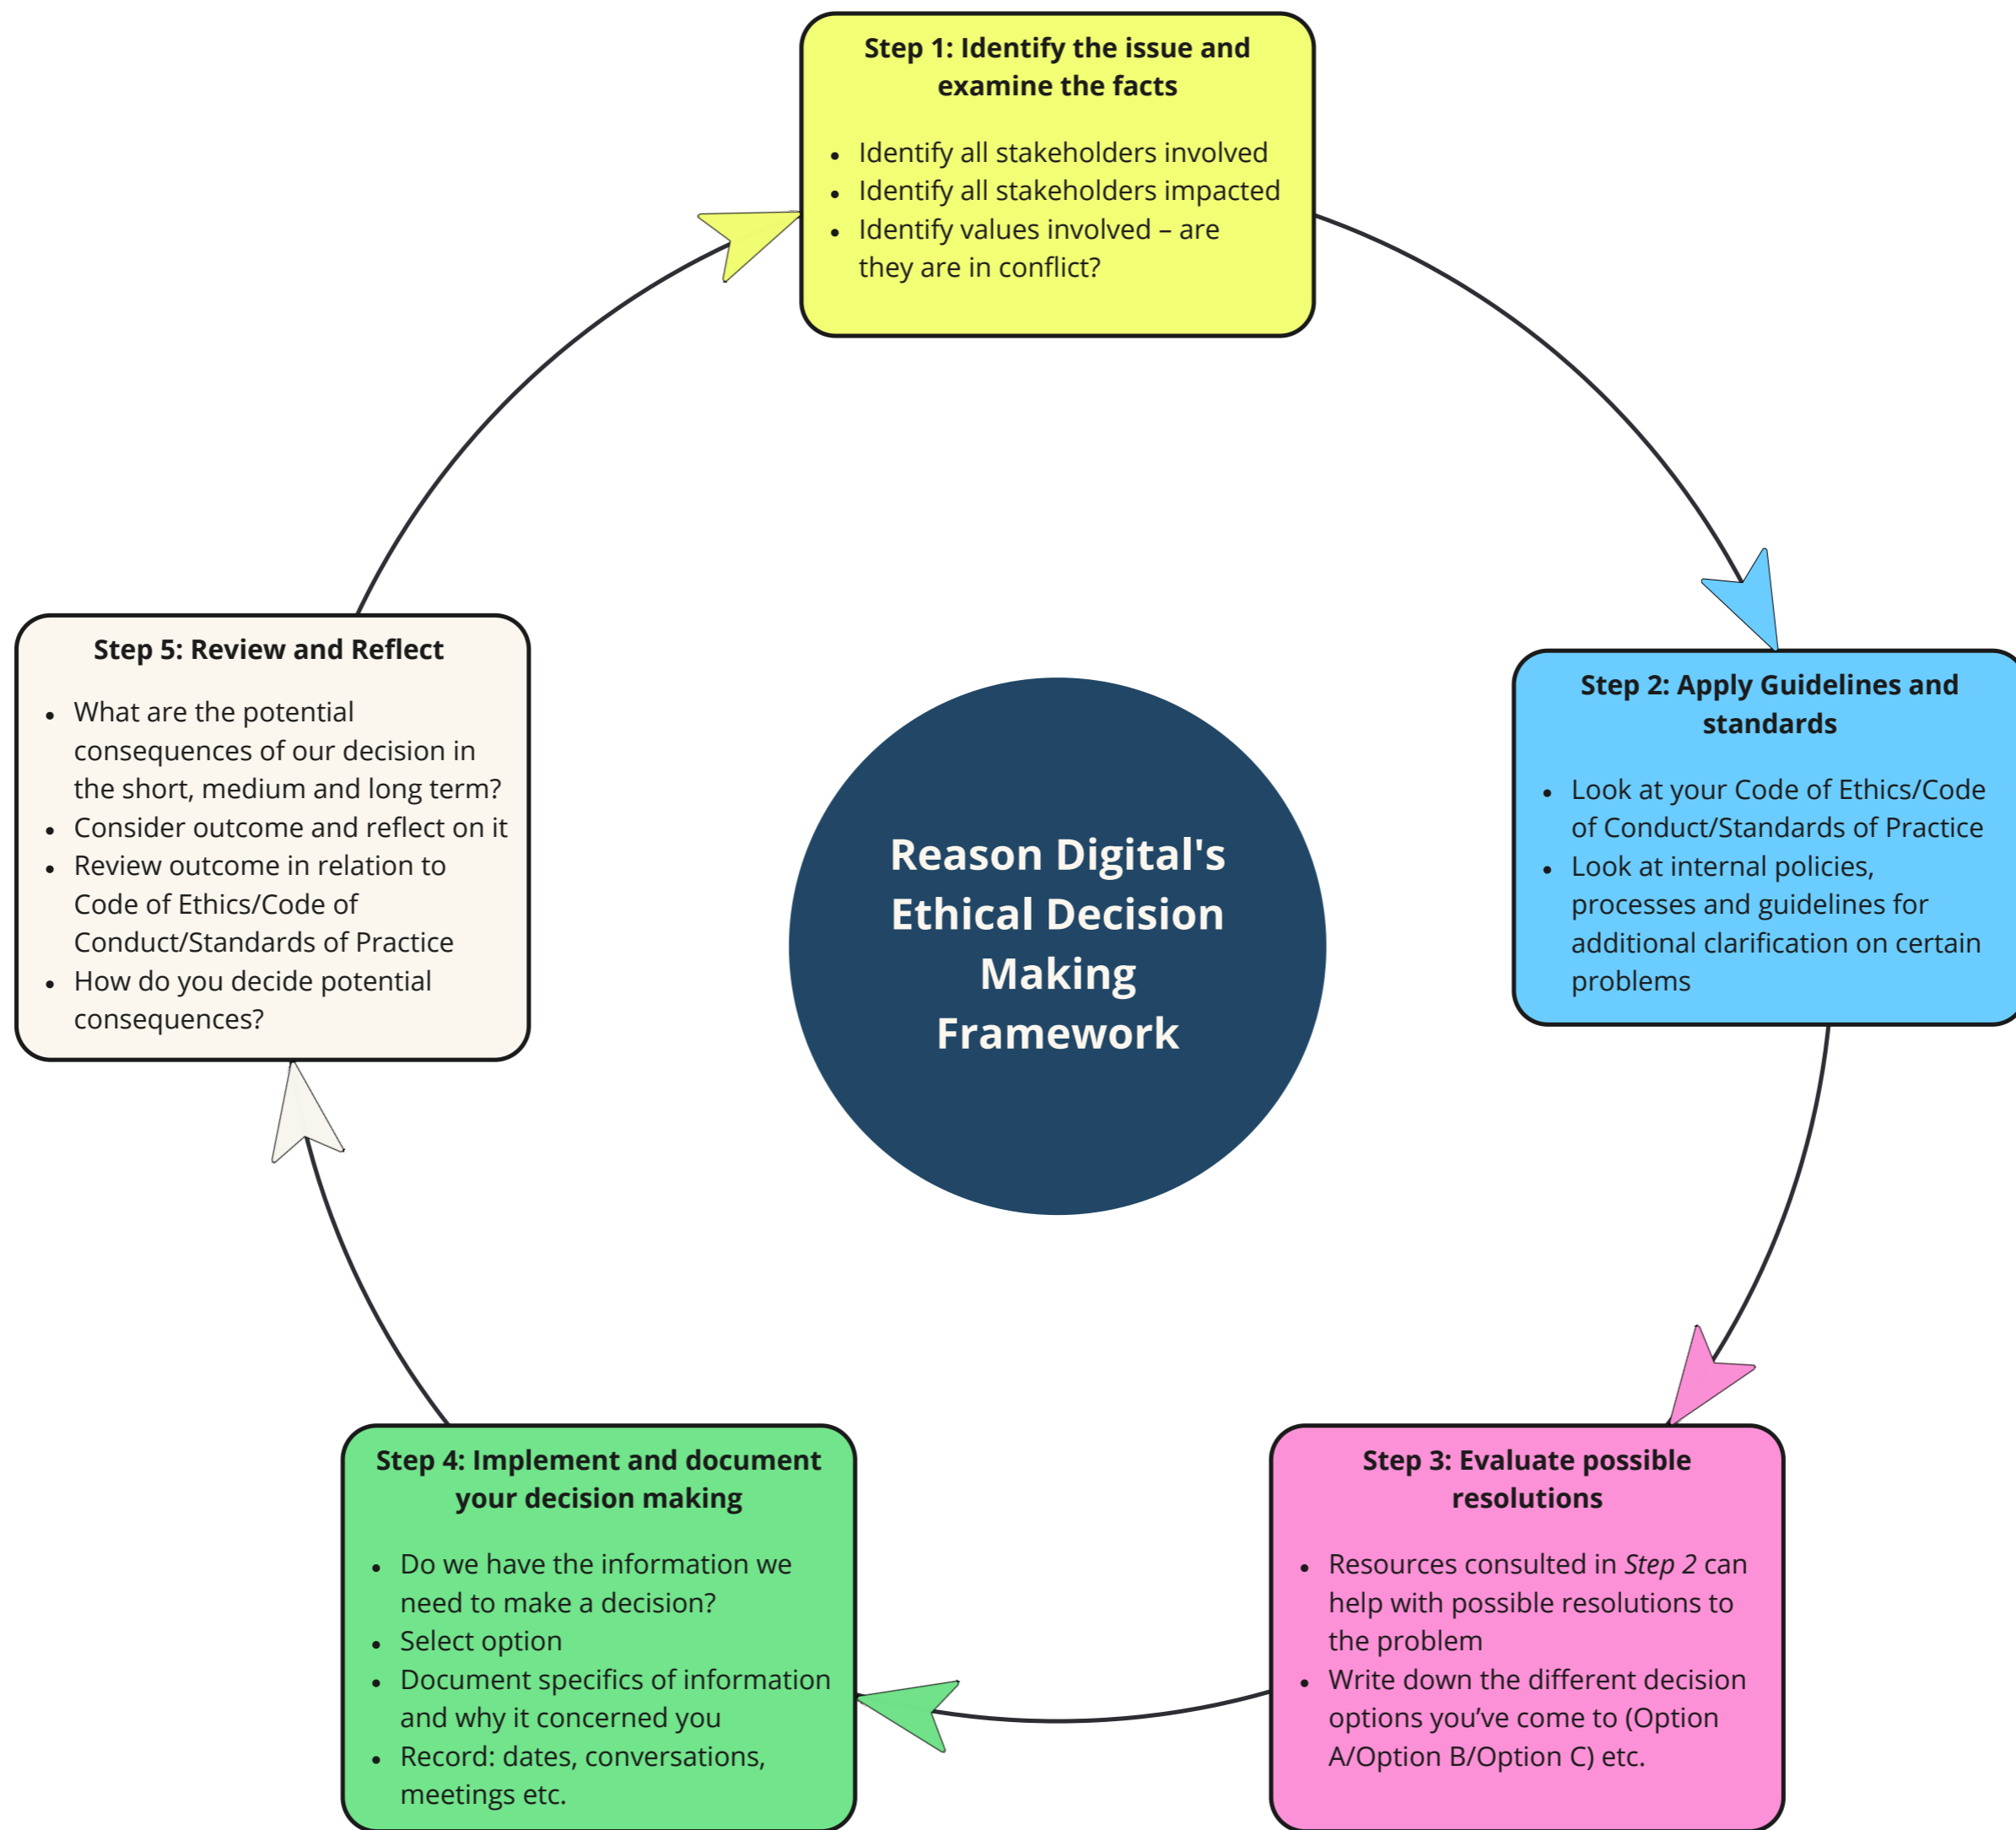 Step 1: Identify the issue and
examine the facts
• Identify all stakeholders involved
• Identify all stakeholders impacted
• Identify values involved – are
they are in conflict?
Step 2: Apply Guidelines and
standards
• Look at your Code of Ethics/Code
of Conduct/Standards of Practice
• Look at internal policies,
processes and guidelines for
additional clarification on certain
problems
Step 3: Evaluate possible
resolutions
• Resources consulted in Step 2 can
help with possible resolutions to
the problem
• Write down the different decision
options you’ve come to (Option
A/Option B/Option C) etc.
Step 4: Implement and document
your decision making
• Do we have the information we
need to make a decision?
• Select option
• Document specifics of information
and why it concerned you
• Record: dates, conversations,
meetings etc.
Step 5: Review and Reflect
• What are the potential
consequences of our decision in
the short, medium and long term?
• Consider outcome and reflect on it
• Review outcome in relation to
Code of Ethics/Code of
Conduct/Standards of Practice
• How do you decide potential
consequences?
Reason Digital's
Ethical Decision
Making
Framework